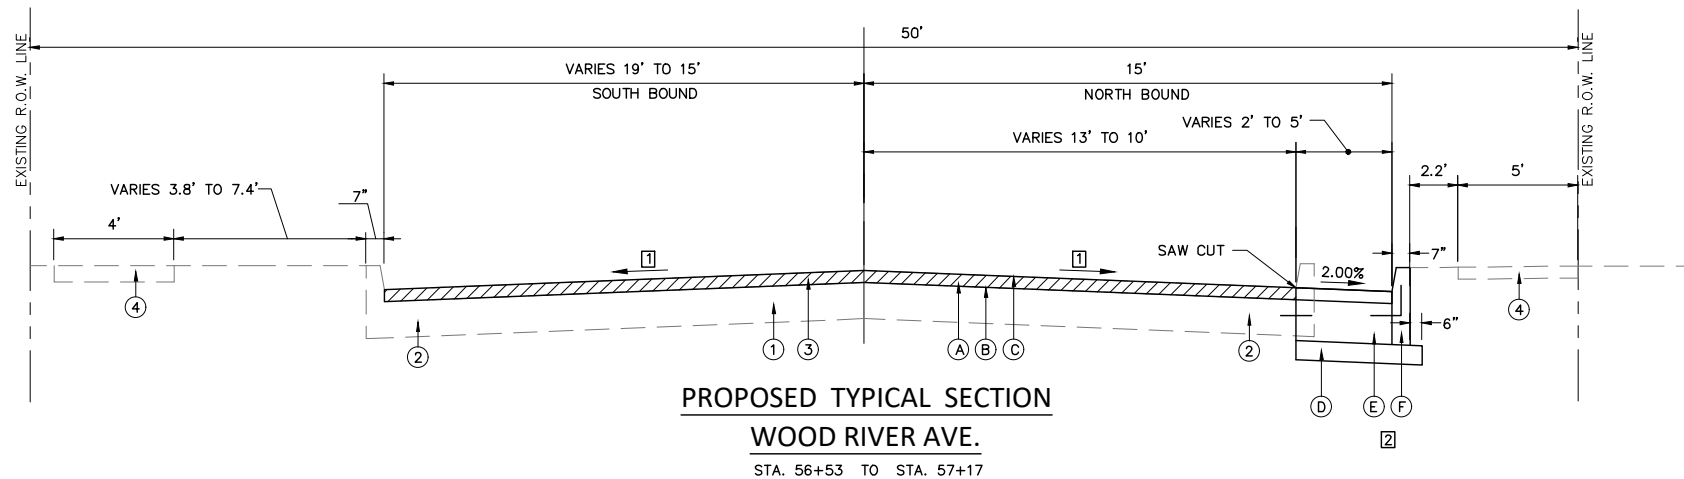 50'
EXISTING R.O.W. LINE
EXISTING R.O.W. LINE
VARIES 19' TO 15'
SOUTH BOUND
15'
NORTH BOUND
VARIES 2' TO 5'
VARIES 13' TO 10'
2.2'
5'
VARIES 3.8' TO 7.4'
7"
4'
1
1
SAW CUT
2.00%
7"
4
2
1
3
A
B
C
2
6"
4
D
E
F
2
PROPOSED TYPICAL SECTION
WOOD RIVER AVE.
STA. 56+53 TO STA. 57+17